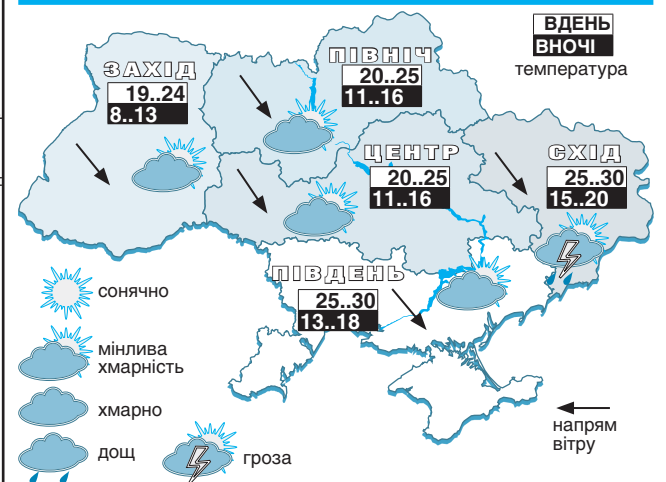 ВДЕНЬ
ВНОЧІ
температура
ЗАХІД
19..24
8..13
ПІВНІЧ
20..25
11..16
ЦЕНТР
20..25
11..16
СХІД
25..30
15..20
ПІВДЕНЬ
25..30
13..18
сонячно
мінлива
хмарність
хмарно
дощ
гроза
напрям
вітру